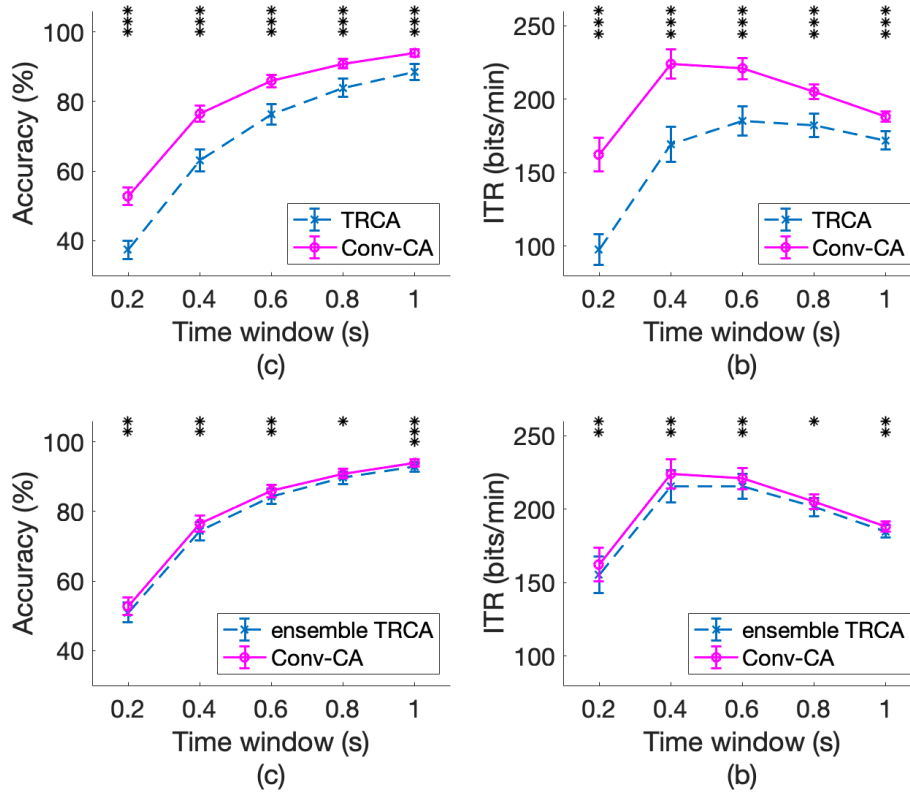 ***
***
***
***
***
100
80
60
40
Accuracy (%)
TRCA
Conv-CA
0.2 0.4 0.6 0.8 1
Time window (s)
(c)
***
***
***
***
***
250
200
150
100
ITR (bits/min)
TRCA
Conv-CA
0.2 0.4 0.6 0.8 1
Time window (s)
(b)
**
**
**
*
***
100
80
60
40
Accuracy (%)
ensemble TRCA
Conv-CA
0.2 0.4 0.6 0.8 1
Time window (s)
(c)
**
***
**
*
**
250
200
150
100
ITR (bits/min)
ensemble TRCA
Conv-CA
0.2 0.4 0.6 0.8 1
Time window (s)
(b)